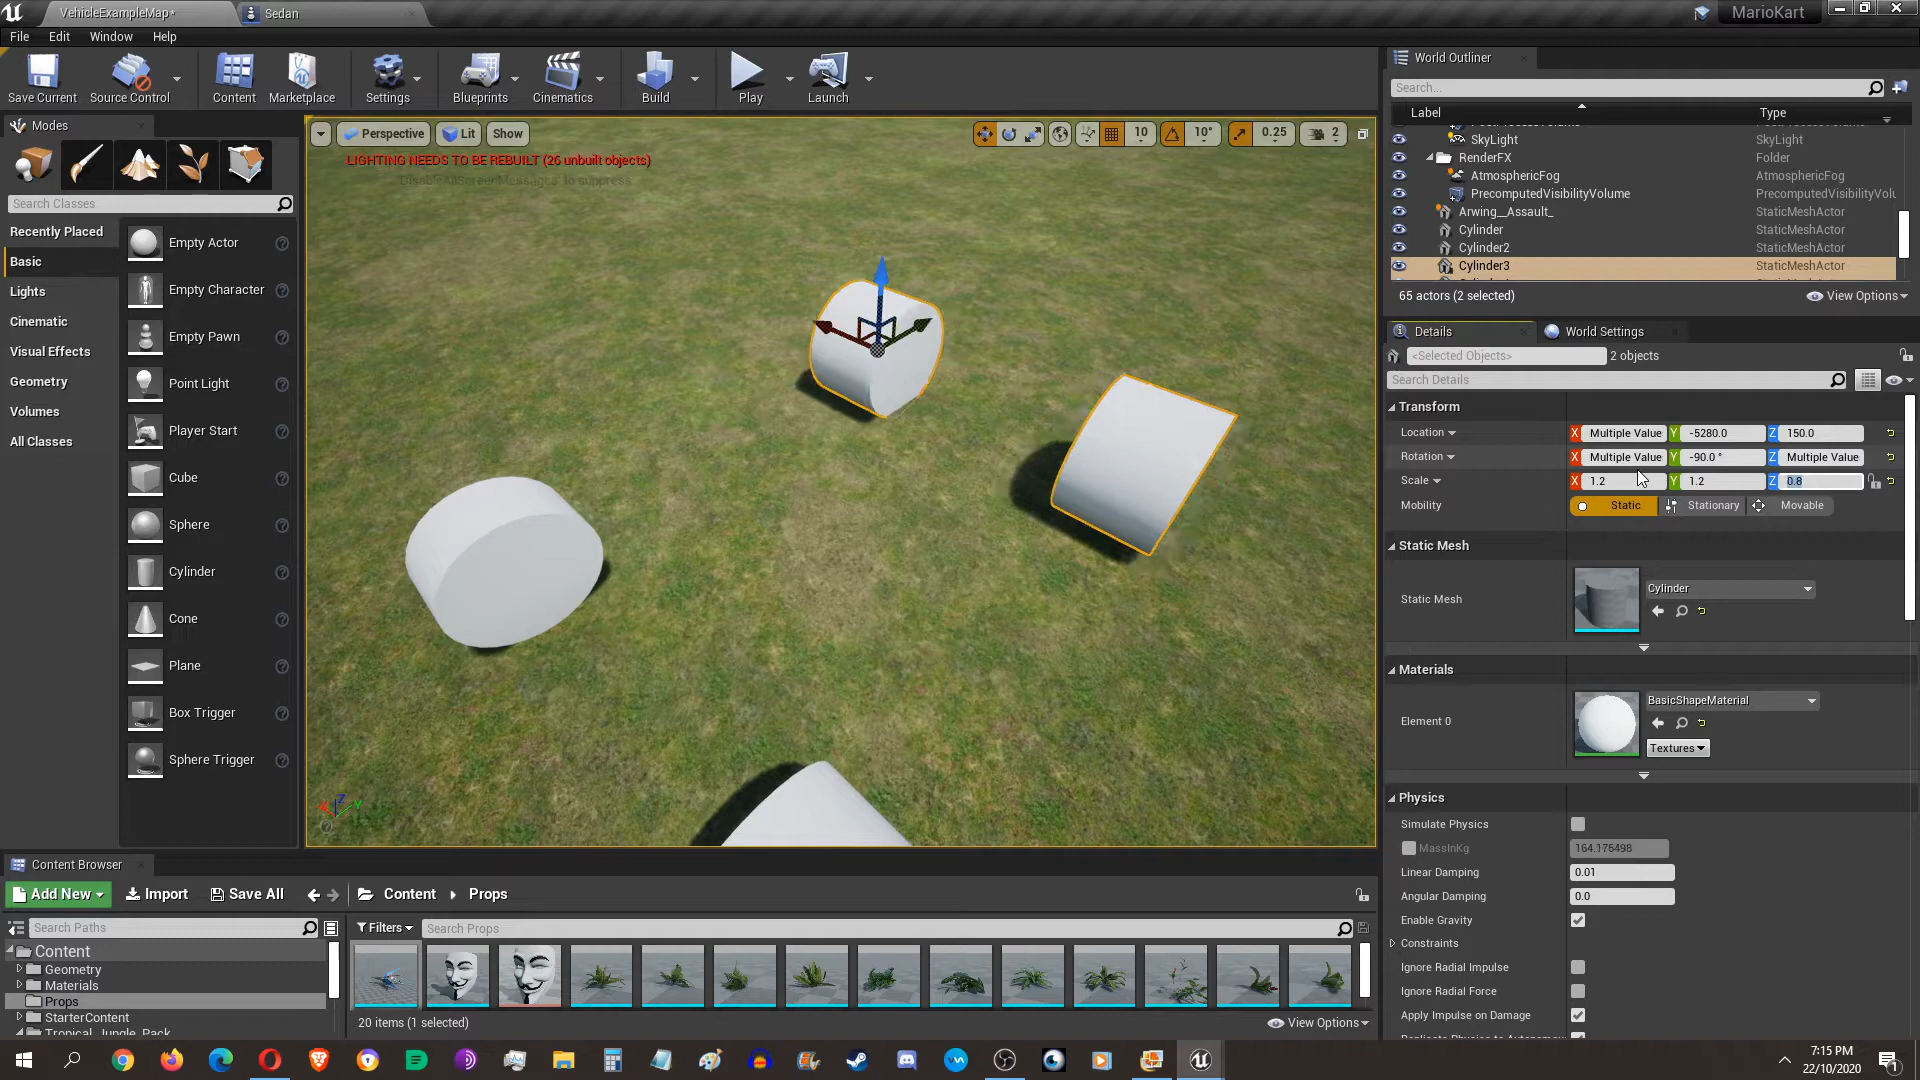 VehicleExampleMap*
Sedan
MarioKart
File Edit Window Help
Save Current
Source Control
Content
Marketplace
Settings
Blueprints
Cinematics
Build
Play
Launch
Modes
Search Classes
Recently Placed
Basic
Lights
Cinematic
Visual Effects
Geometry
Volumes
All Classes
Empty Actor
Empty Character
Empty Pawn
Point Light
Player Start
Cube
Sphere
Cylinder
Cone
Plane
Box Trigger
Sphere Trigger
Perspective Lit Show
10 10° 0.25 2
LIGHTING NEEDS TO BE REBUILT (26 unbuilt objects)
'DisableAllScreenMessages' to suppress
X Z Y
World Outliner
Search...
Label Type
SkyLight SkyLight
RenderFX Folder
AtmosphericFog AtmosphericFog
PrecomputedVisibilityVolume PrecomputedVisibilityVolu
Arwing__Assault_ StaticMeshActor
Cylinder StaticMeshActor
Cylinder2 StaticMeshActor
Cylinder3 StaticMeshActor
65 actors (2 selected) View Options
Details World Settings
<Selected Objects> 2 objects
Search Details
Transform
Location X Multiple Value Y -5280.0 Z 150.0
Rotation X Multiple Value Y -90.0 ° Z Multiple Value
Scale X 1.2 Y 1.2 Z 0.8
Mobility Static Stationary Movable
Static Mesh
Static Mesh Cylinder
Materials
Element 0 BasicShapeMaterial
Textures
Physics
Simulate Physics
MassInKg 164.175498
Linear Damping 0.01
Angular Damping 0.0
Enable Gravity
Constraints
Ignore Radial Impulse
Ignore Radial Force
Apply Impulse on Damage
Content Browser
Add New Import Save All Content Props
Search Paths
Filters Search Props
Content
Geometry
Materials
Props
StarterContent
Tropical_Jungle_Pack
20 items (1 selected) View Options
7:15 PM
22/10/2020
1